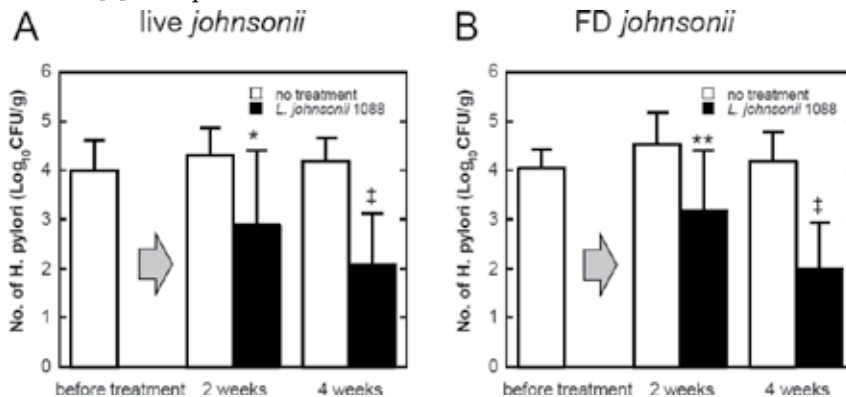 A live johnsonii
No. of H. pylori (Log10CFU/g)
6
5
4
3
2
1
0
no treatment
L. johnsonii 1088
*
‡
before treatment 2 weeks 4 weeks
B FD johnsonii
No. of H. pylori (Log10CFU/g)
6
5
4
3
2
1
0
no treatment
L. johnsonii 1088
**
‡
before treatment 2 weeks 4 weeks